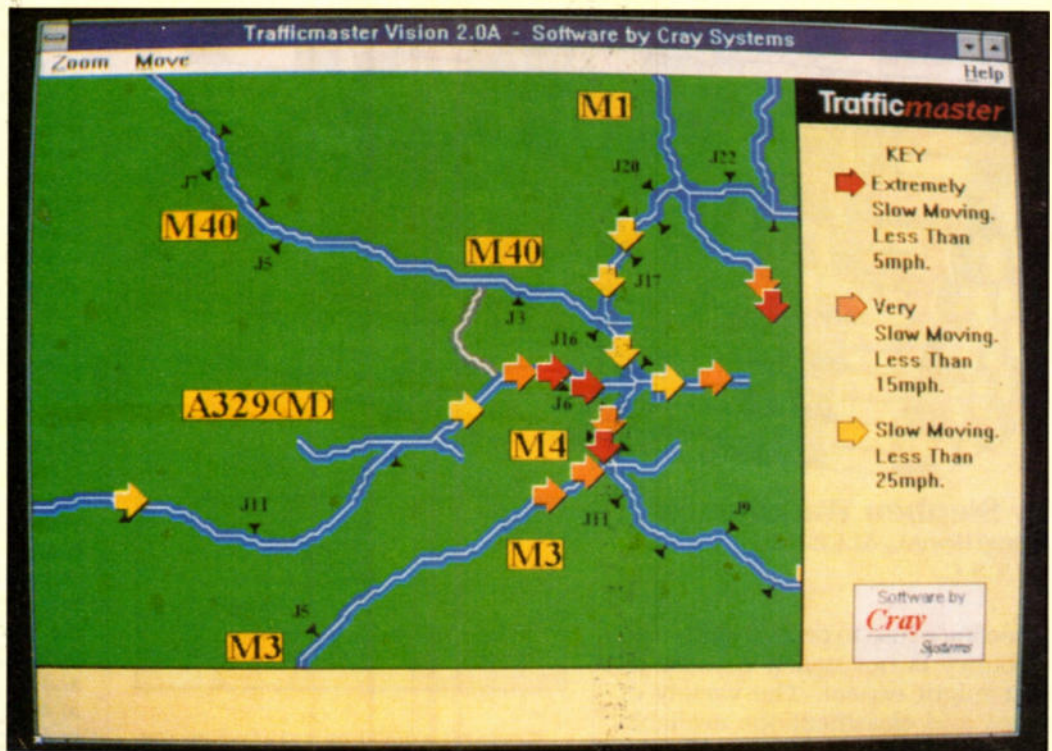 Trafficmaster Vision 2.0A - Software by Cray Systems
Zoom Move Help
Trafficmaster
KEY
Extremely
Slow Moving.
Less Than
5mph.
Very
Slow Moving.
Less Than
15mph.
Slow Moving.
Less Than
25mph.
Software by
Cray
Systems
M1
J20
J22
J7
M40
J5
M40
J17
J3
J16
J6
A329(M)
M4
J11
J11
J9
M3
J5
M3